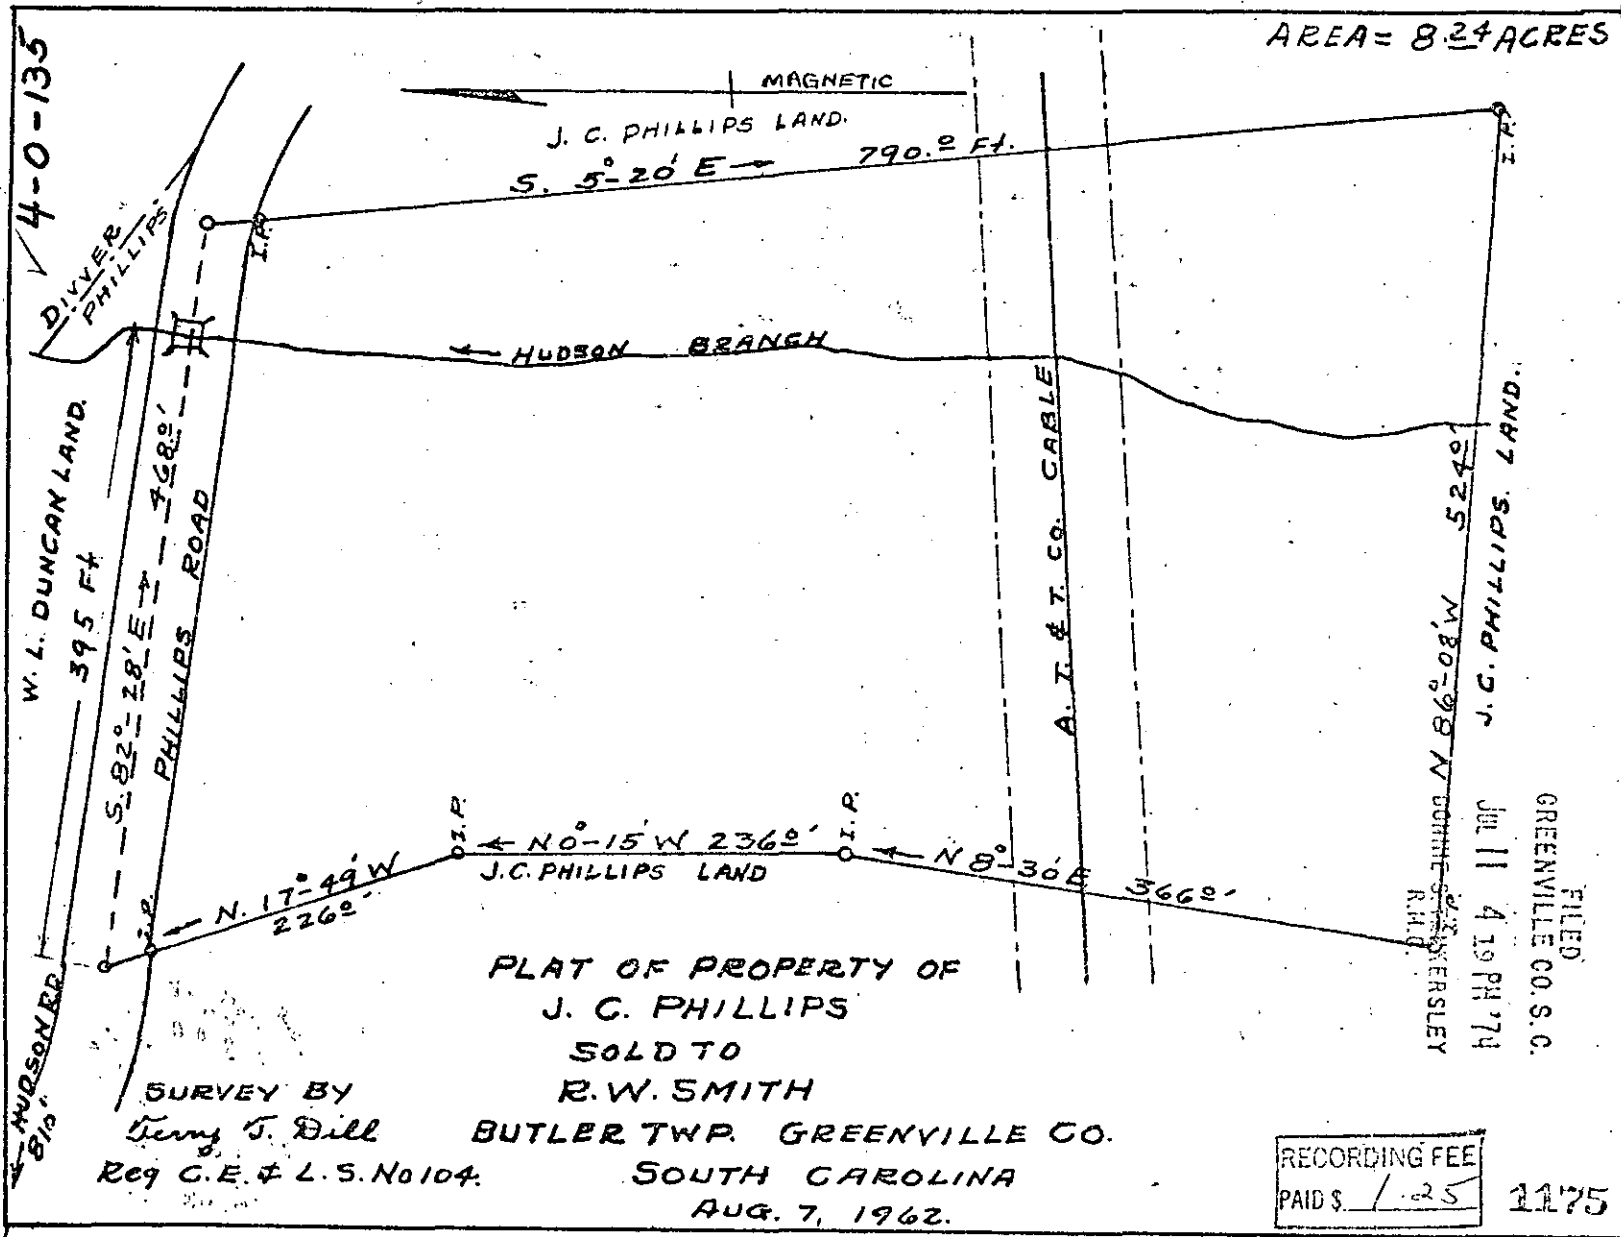 AREA = 8.24 ACRES
4-0-135
MAGNETIC
J. C. PHILLIPS LAND.
S. 5°-20' E → 790.0 Ft.
I.P.
I.P.
DIVVER
PHILLIPS
← HUDSON BRANCH
W. L. DUNCAN LAND.
395 Ft
S. 82°-28' E → 468.0'
PHILLIPS ROAD
A. T. & T. CO. CABLE
N 86°-08' W 524.0'
J. C. PHILLIPS. LAND.
I.P.
I.P.
I.P.
← N 0°-15' W 236.0'
J.C. PHILLIPS LAND
← N 8°-30' E 366.0'
← N. 17°-49' W
226.0'
← HUDSON RD
810'
PLAT OF PROPERTY OF
J. C. PHILLIPS
SOLD TO
R.W. SMITH
BUTLER TWP. GREENVILLE CO.
SOUTH CAROLINA
AUG. 7, 1962.
SURVEY BY
Terry T. Dill
Reg C.E. & L.S. No 104.
FILED
GREENVILLE CO. S. C.
JUL 11 4 19 PM '74
R.H.C.
RECORDING FEE
PAID $ 1.25
1175